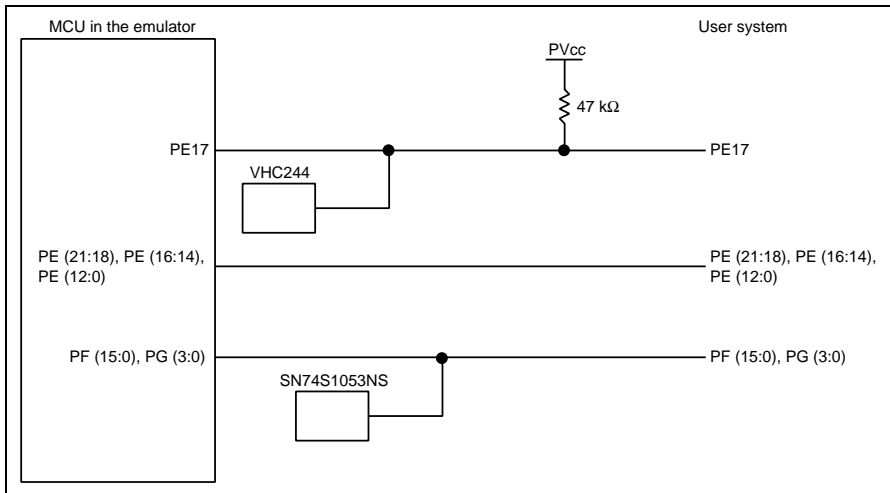 MCU in the emulator
User system
PVcc
47 kΩ
PE17
PE17
VHC244
PE (21:18), PE (16:14),
PE (12:0)
PE (21:18), PE (16:14),
PE (12:0)
PF (15:0), PG (3:0)
PF (15:0), PG (3:0)
SN74S1053NS